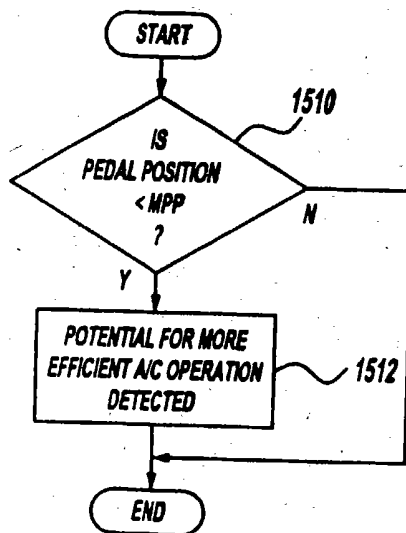 START
1510
IS
PEDAL POSITION
< MPP
?
N
Y
POTENTIAL FOR MORE
EFFICIENT A/C OPERATION
DETECTED
1512
END